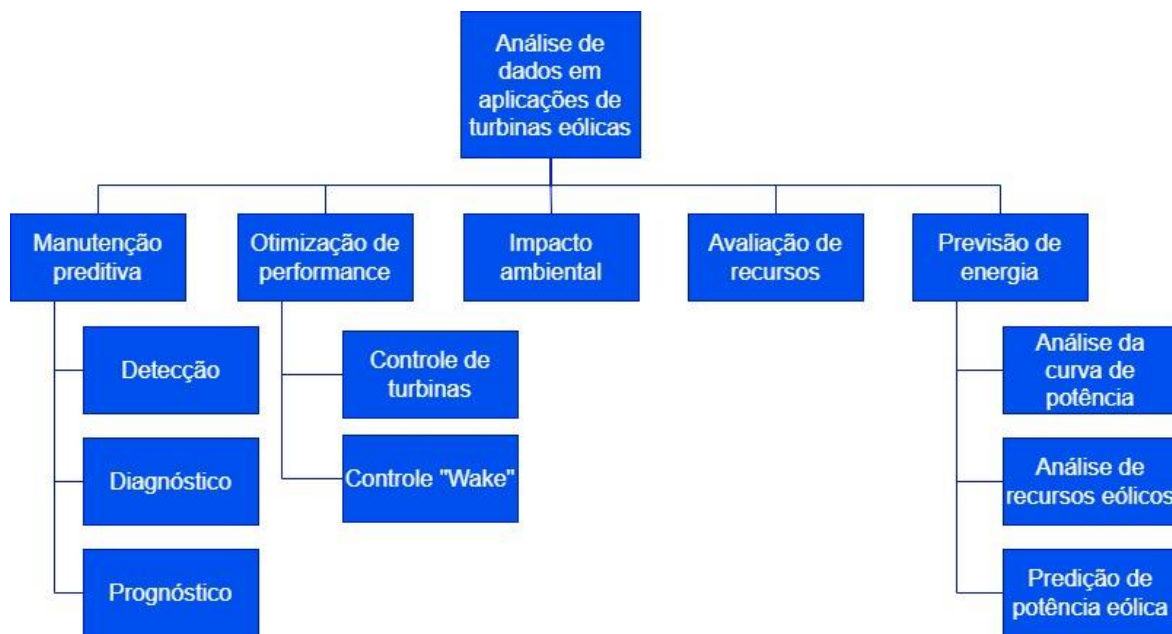 Análise de
dados em
aplicações de
turbinas eólicas
Manutenção
preditiva
Otimização de
performance
Impacto
ambiental
Avaliação de
recursos
Previsão de
energia
Detecção
Diagnóstico
Prognóstico
Controle de
turbinas
Controle "Wake"
Análise da
curva de
potência
Análise de
recursos eólicos
Predição de
potência eólica